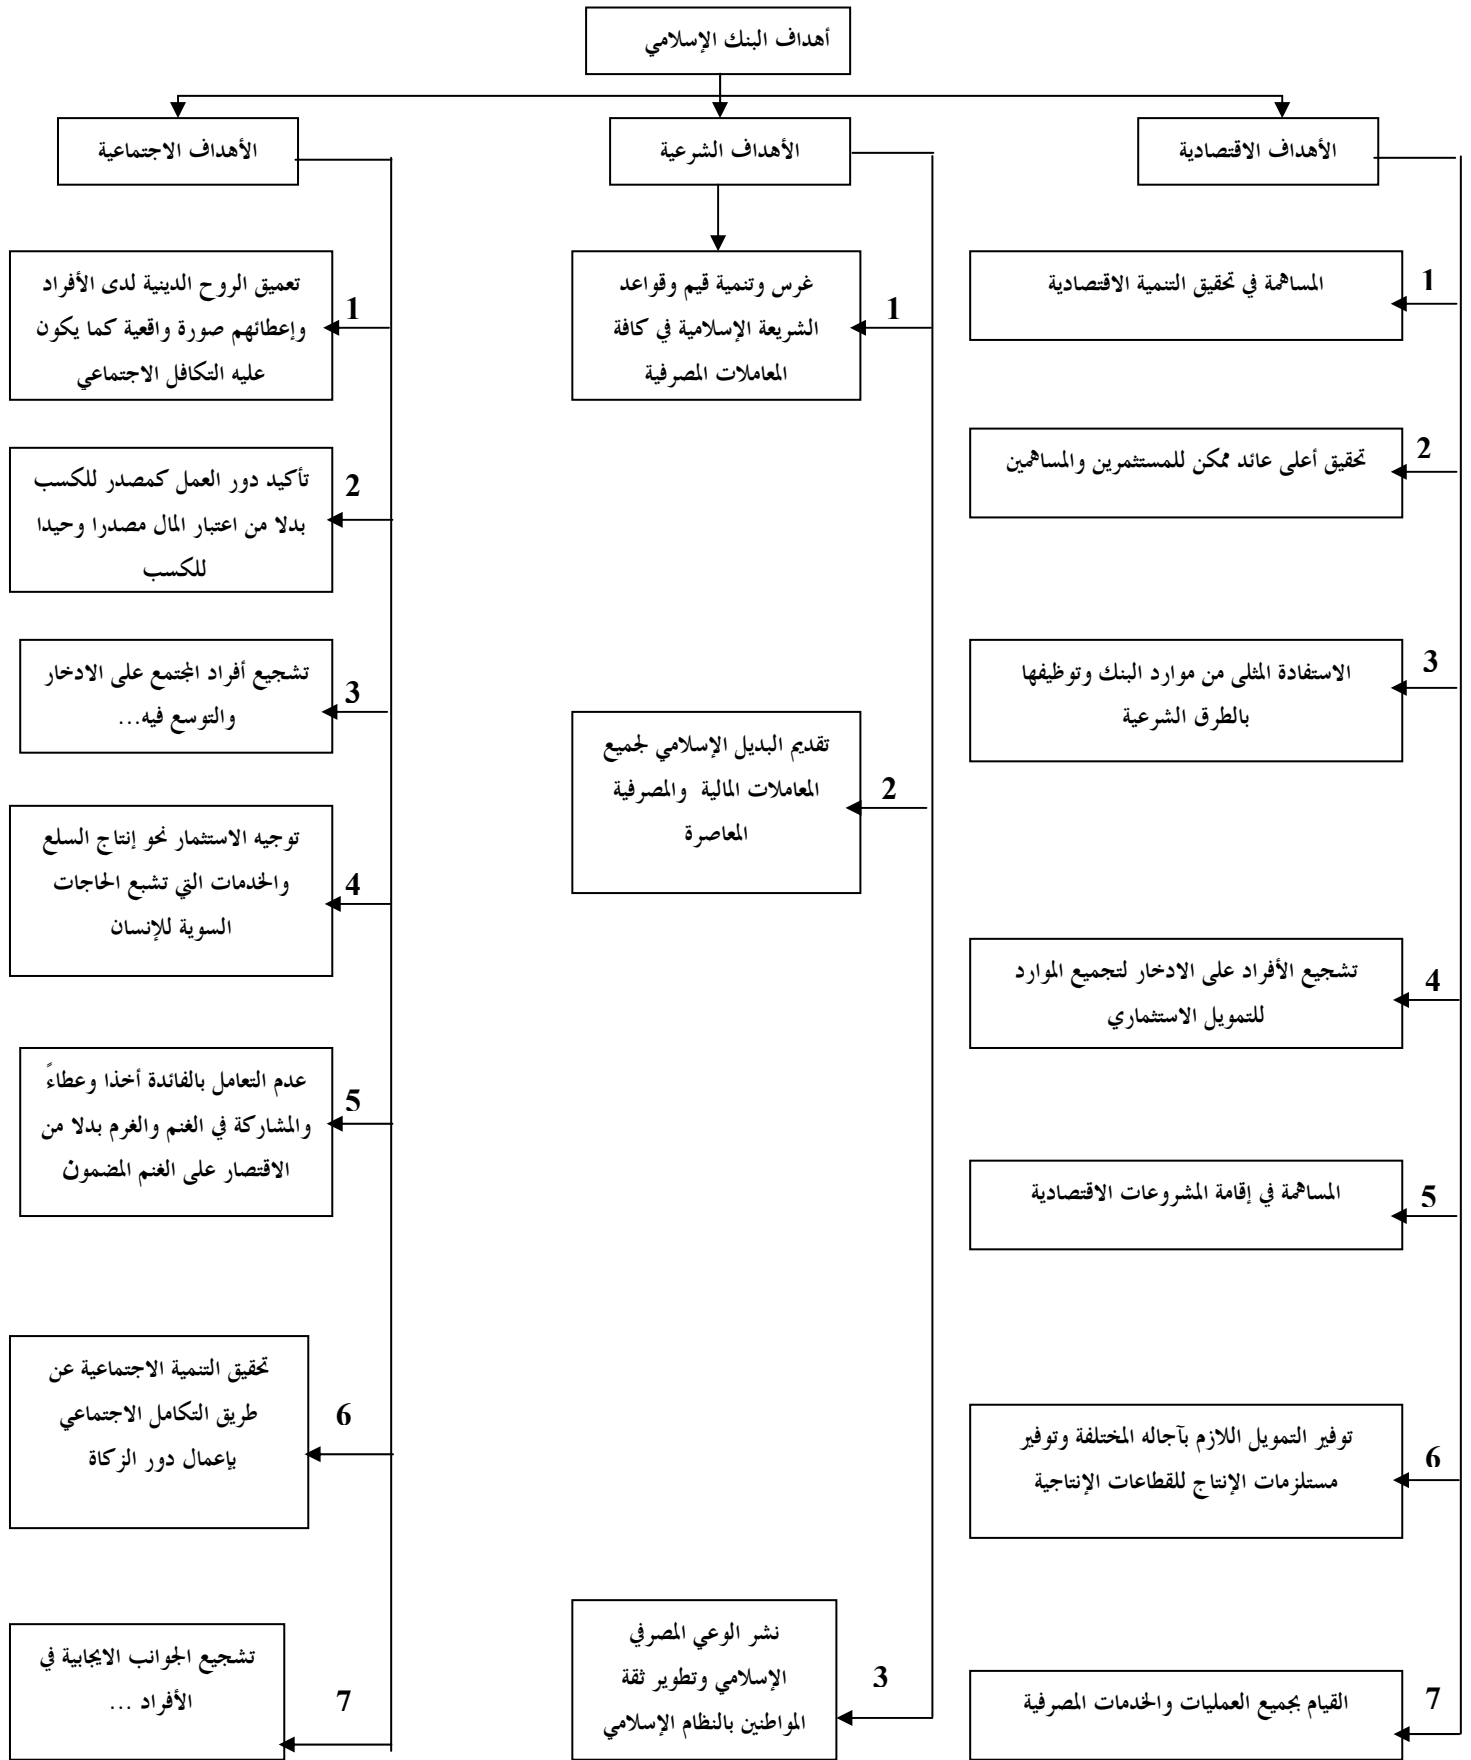 أهداف البنك الإسلامي
الأهداف الاقتصادية
الأهداف الشرعية
الأهداف الاجتماعية
1
المساهمة في تحقيق التنمية الاقتصادية
2
تحقيق أعلى عائد ممكن للمستثمرين والمساهمين
3
الاستفادة المثلى من موارد البنك وتوظيفها
بالطرق الشرعية
4
تشجيع الأفراد على الادخار لتجميع الموارد
للتمويل الاستثماري
5
المساهمة في إقامة المشروعات الاقتصادية
6
توفير التمويل اللازم بآجاله المختلفة وتوفير
مستلزمات الإنتاج للقطاعات الإنتاجية
7
القيام بجميع العمليات والخدمات المصرفية
1
غرس وتنمية قيم وقواعد
الشريعة الإسلامية في كافة
المعاملات المصرفية
2
تقديم البديل الإسلامي لجميع
المعاملات المالية والمصرفية
المعاصرة
3
نشر الوعي المصرفي
الإسلامي وتطوير ثقة
المواطنين بالنظام الإسلامي
1
تعميق الروح الدينية لدى الأفراد
وإعطائهم صورة واقعية كما يكون
عليه التكافل الاجتماعي
2
تأكيد دور العمل كمصدر للكسب
بدلا من اعتبار المال مصدرا وحيدا
للكسب
3
تشجيع أفراد المجتمع على الادخار
والتوسع فيه...
4
توجيه الاستثمار نحو إنتاج السلع
والخدمات التي تشبع الحاجات
السوية للإنسان
5
عدم التعامل بالفائدة أخذا وعطاءً
والمشاركة في الغنم والغرم بدلا من
الاقتصار على الغنم المضمون
6
تحقيق التنمية الاجتماعية عن
طريق التكامل الاجتماعي
بإعمال دور الزكاة
7
تشجيع الجوانب الايجابية في
الأفراد ...